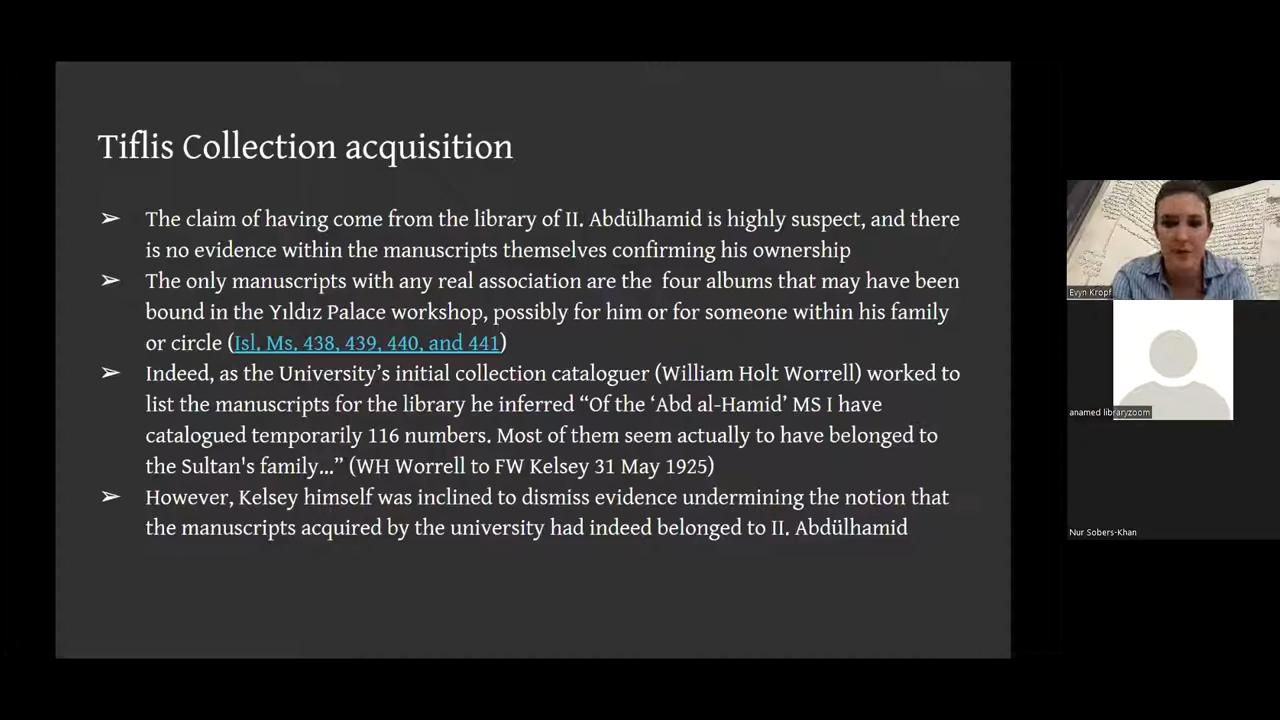 Tiflis Collection acquisition
➢ The claim of having come from the library of II. Abdülhamid is highly suspect, and there
is no evidence within the manuscripts themselves confirming his ownership
➢ The only manuscripts with any real association are the  four albums that may have been
bound in the Yıldız Palace workshop, possibly for him or for someone within his family
or circle (Isl. Ms. 438, 439, 440, and 441)
➢ Indeed, as the University’s initial collection cataloguer (William Holt Worrell) worked to
list the manuscripts for the library he inferred “Of the ‘Abd al-Hamid’ MS I have
catalogued temporarily 116 numbers. Most of them seem actually to have belonged to
the Sultan's family…” (WH Worrell to FW Kelsey 31 May 1925)
➢ However, Kelsey himself was inclined to dismiss evidence undermining the notion that
the manuscripts acquired by the university had indeed belonged to II. Abdülhamid
Evyn Kropf
anamed libraryzoom
Nur Sobers-Khan